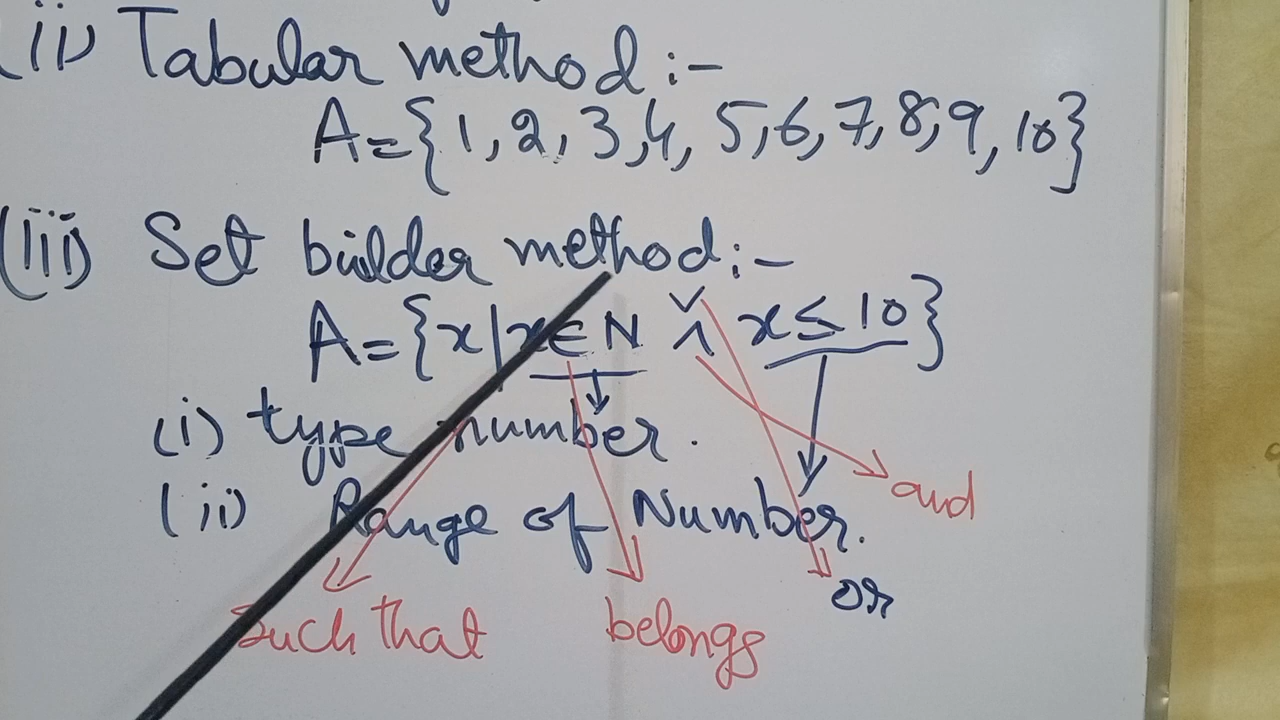 (ii) Tabular method :-
A={1, 2, 3, 4, 5, 6, 7, 8, 9, 10}
(iii) Set builder method :-
∨
A={x|x∈N ∧ x≤10}
(i) type number.
(ii) Range of Number.
and
or
such that
belongs